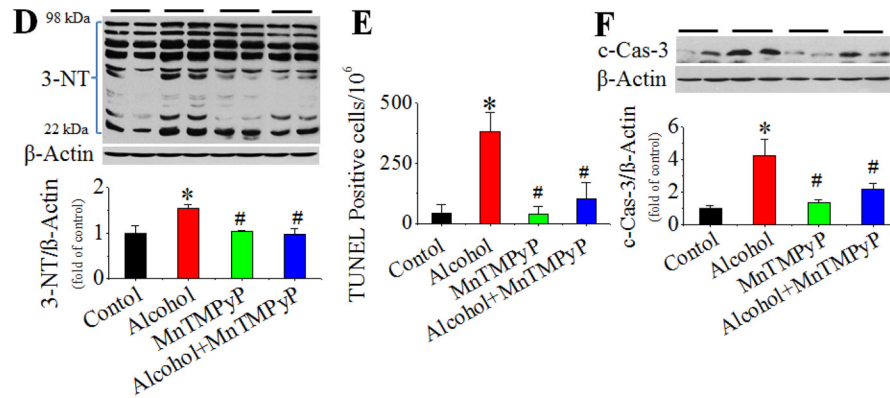 D
98 kDa
3-NT
22 kDa
β-Actin
3-NT/ß-Actin
(fold of control)
2
1
0
*
#
#
Contol
Alcohol
MnTMPyP
Alcohol+MnTMPyP
E
TUNEL Positive cells/10⁶
500
250
0
*
#
#
Contol
Alcohol
MnTMPyP
Alcohol+MnTMPyP
F
c-Cas-3
β-Actin
c-Cas-3/ß-Actin
(fold of control)
6
4
2
0
*
#
#
Contol
Alcohol
MnTMPyP
Alcohol+MnTMPyP